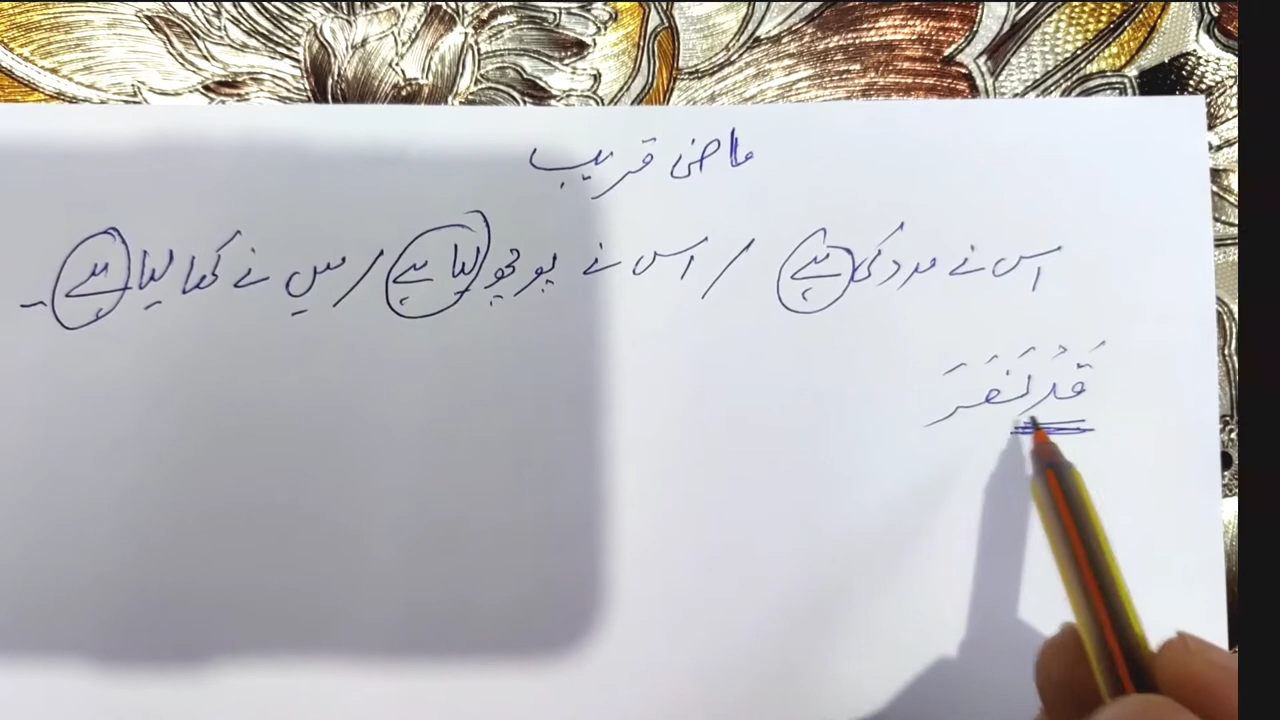 ماضی قریب
اس نے مدد کی ہے / اس نے پوچھ لیا ہے / میں نے کھا لیا ہے ۔
قَدْ نَصَرَ